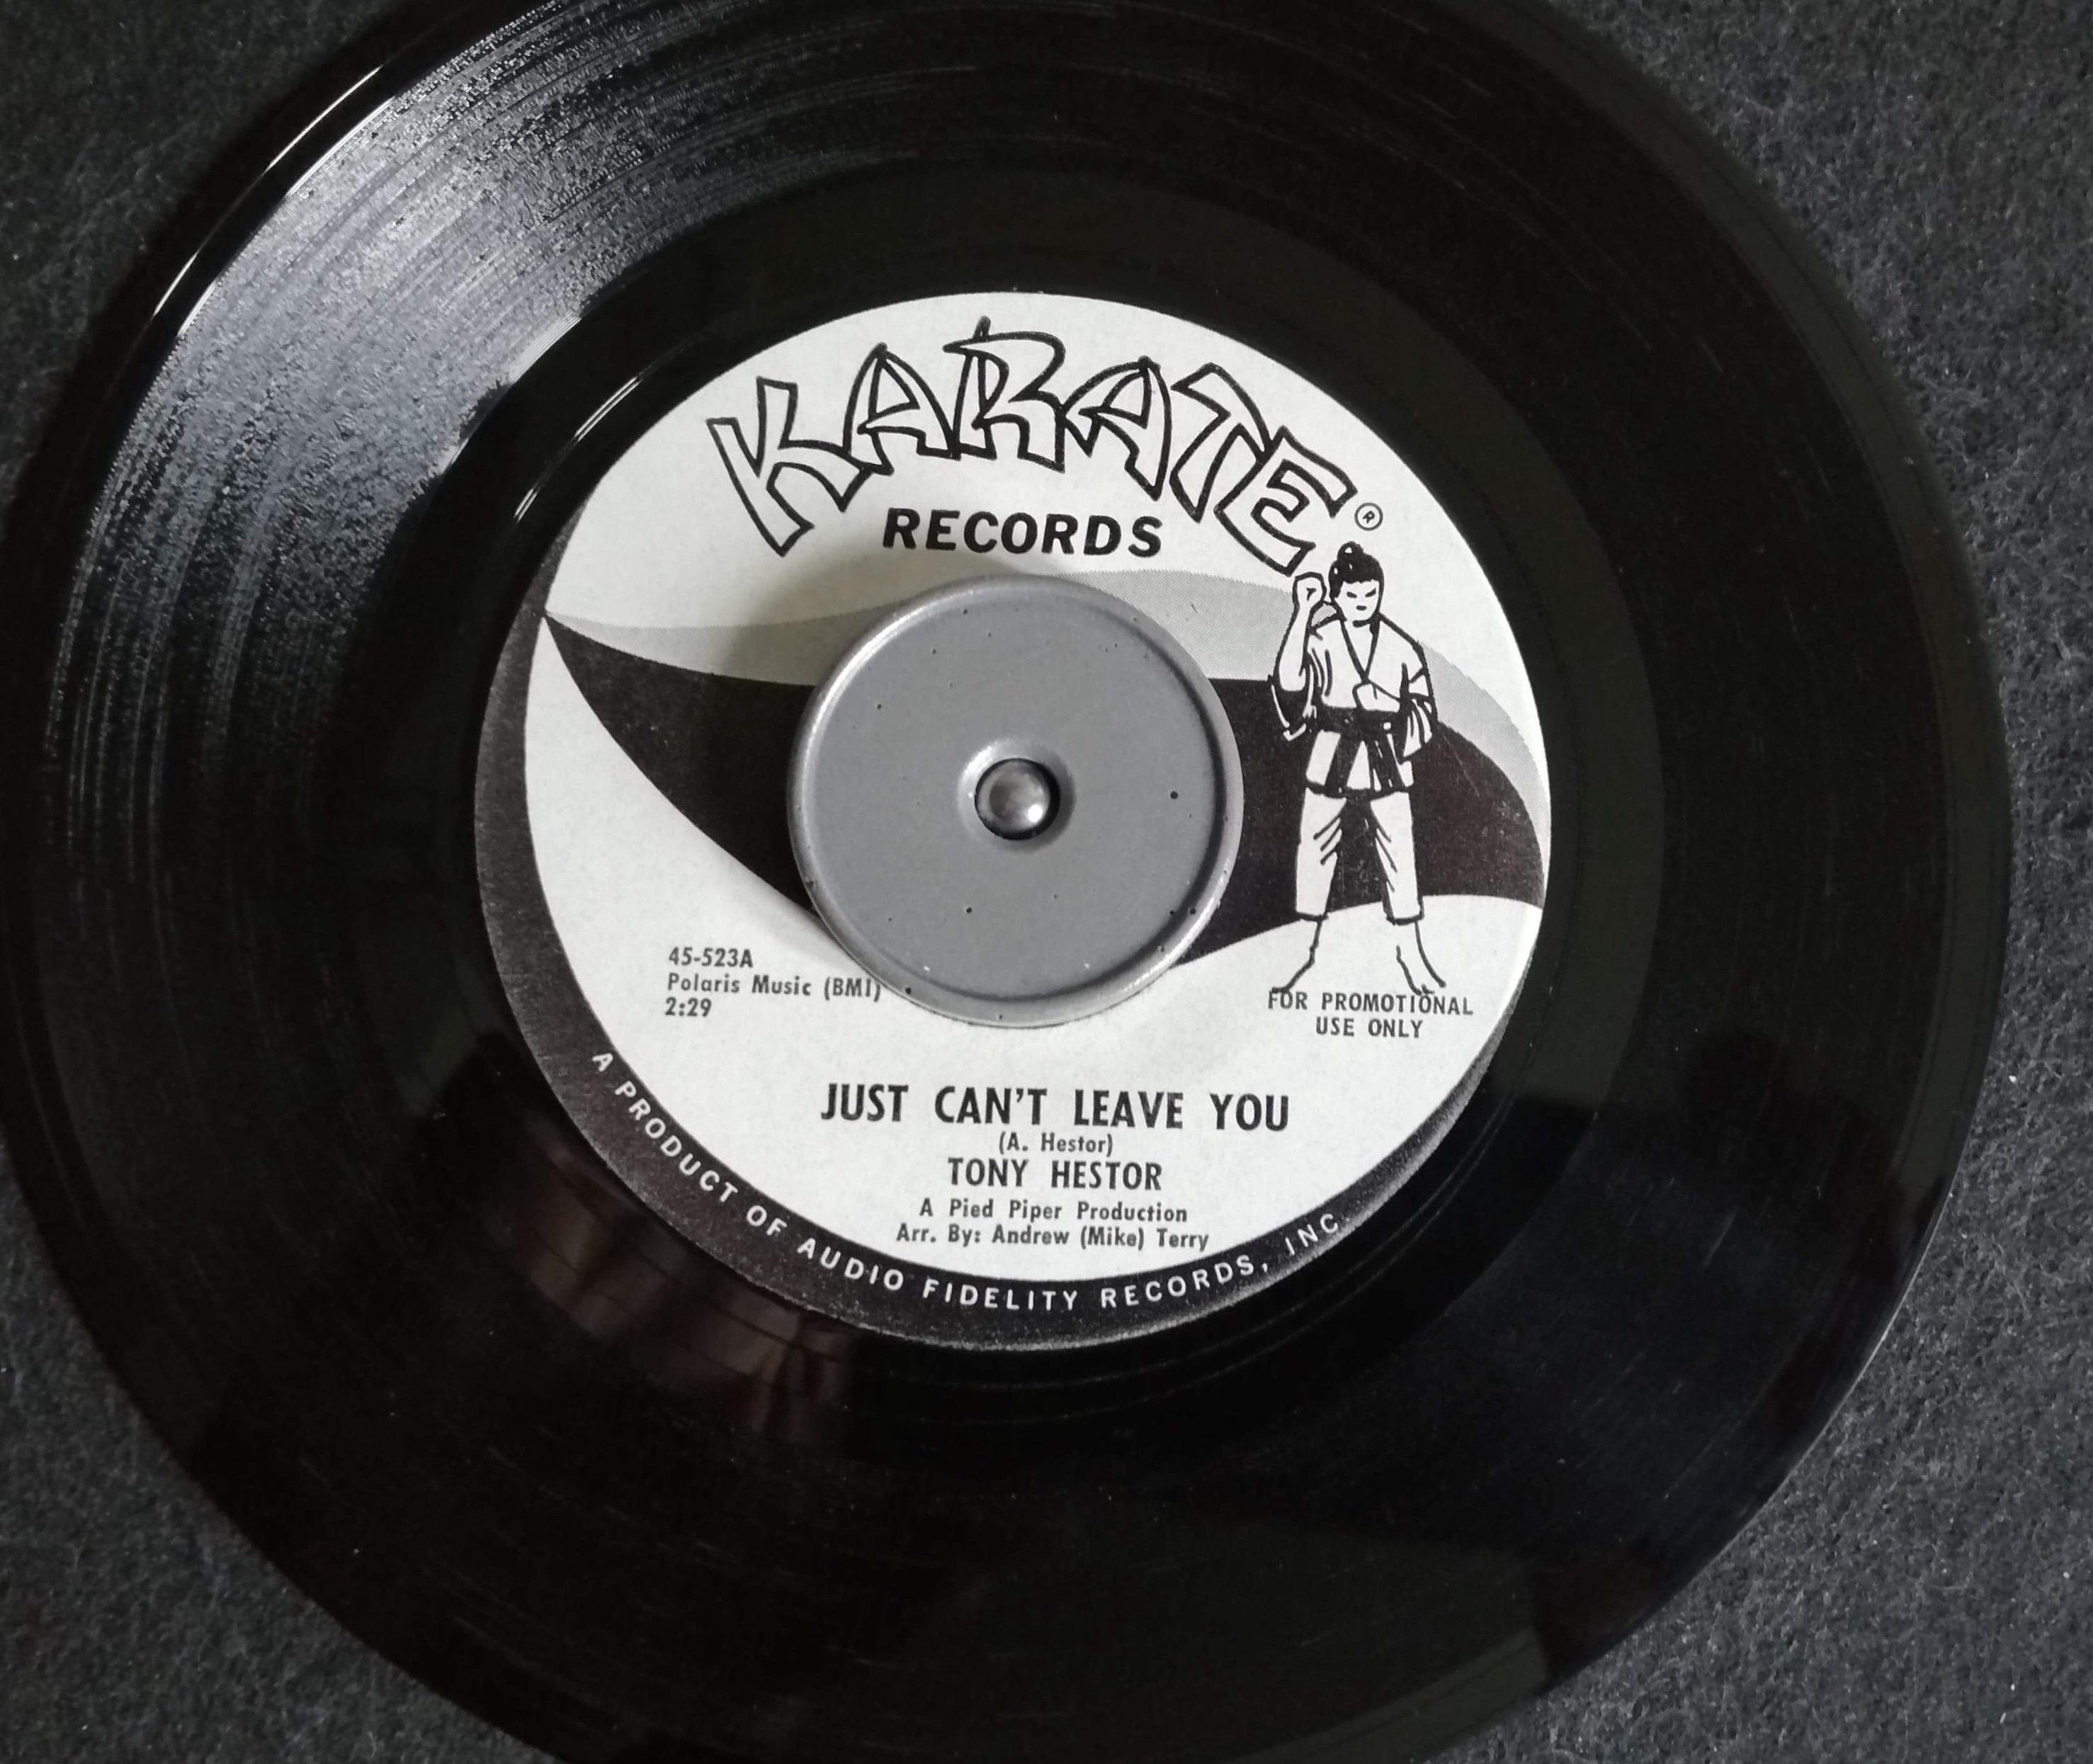 KARATE®
RECORDS
45-523A
Polaris Music (BMI)
2:29
FOR PROMOTIONAL
USE ONLY
JUST CAN'T LEAVE YOU
(A. Hestor)
TONY HESTOR
A Pied Piper Production
Arr. By: Andrew (Mike) Terry
A PRODUCT OF AUDIO FIDELITY RECORDS, INC.